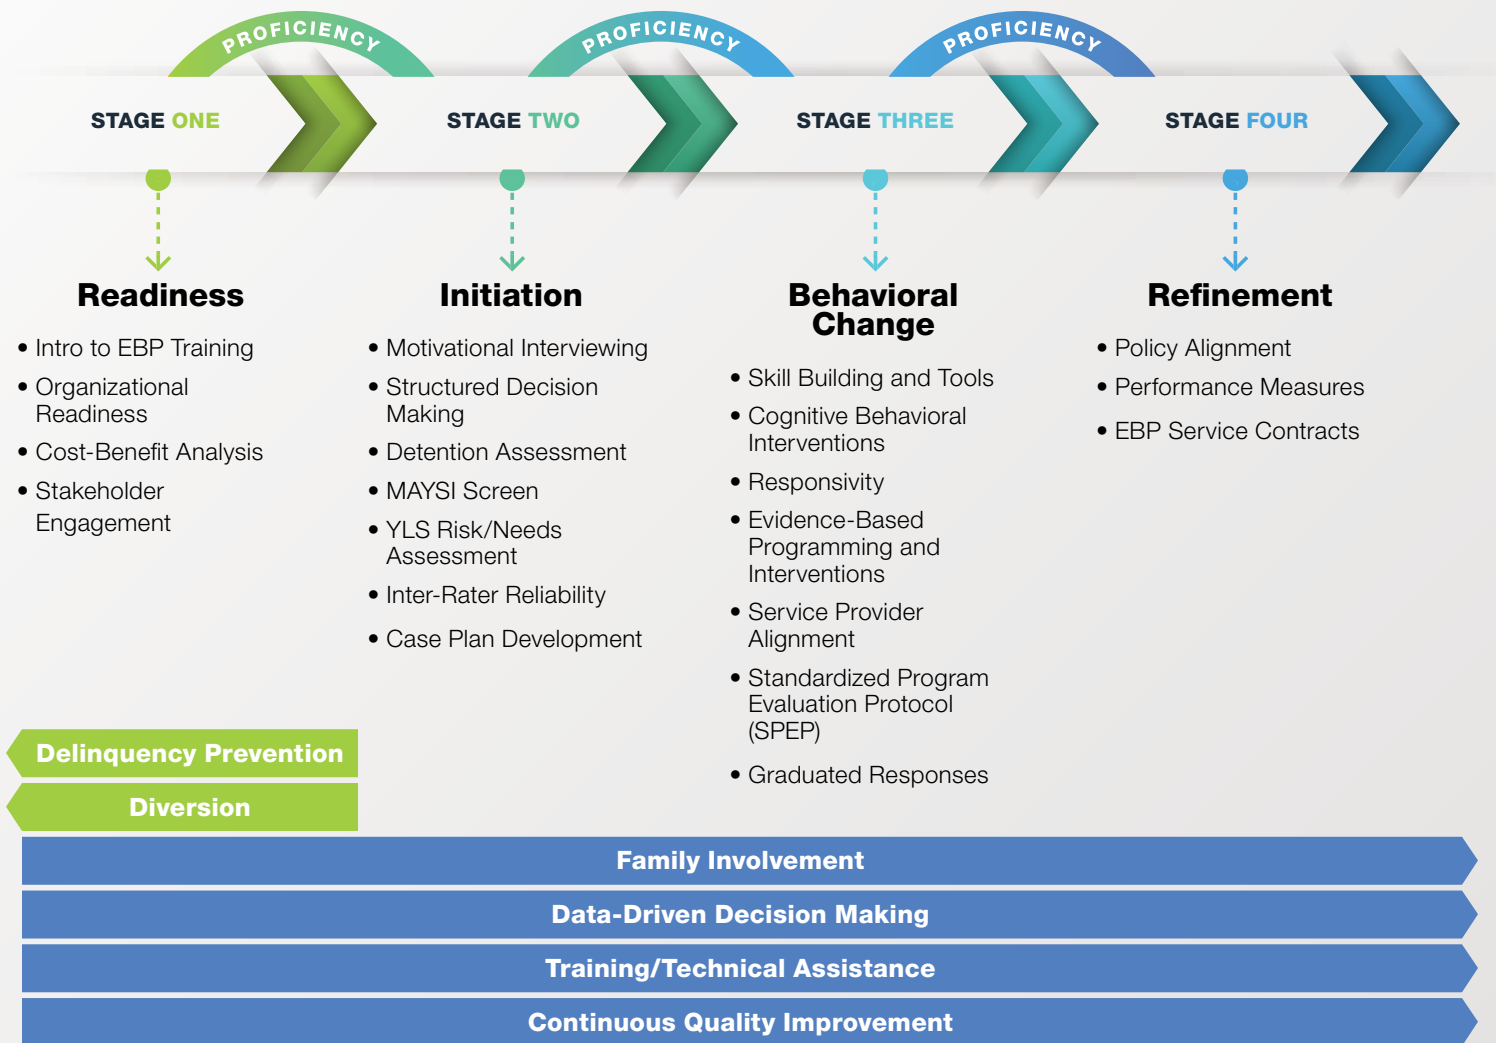 PROFICIENCY
PROFICIENCY
PROFICIENCY
STAGE ONE
STAGE TWO
STAGE THREE
STAGE FOUR
Readiness
• Intro to EBP Training
• Organizational
Readiness
• Cost-Benefit Analysis
• Stakeholder
Engagement
Initiation
• Motivational Interviewing
• Structured Decision
Making
• Detention Assessment
• MAYSI Screen
• YLS Risk/Needs
Assessment
• Inter-Rater Reliability
• Case Plan Development
Behavioral
Change
• Skill Building and Tools
• Cognitive Behavioral
Interventions
• Responsivity
• Evidence-Based
Programming and
Interventions
• Service Provider
Alignment
• Standardized Program
Evaluation Protocol
(SPEP)
• Graduated Responses
Refinement
• Policy Alignment
• Performance Measures
• EBP Service Contracts
Delinquency Prevention
Diversion
Family Involvement
Data-Driven Decision Making
Training/Technical Assistance
Continuous Quality Improvement